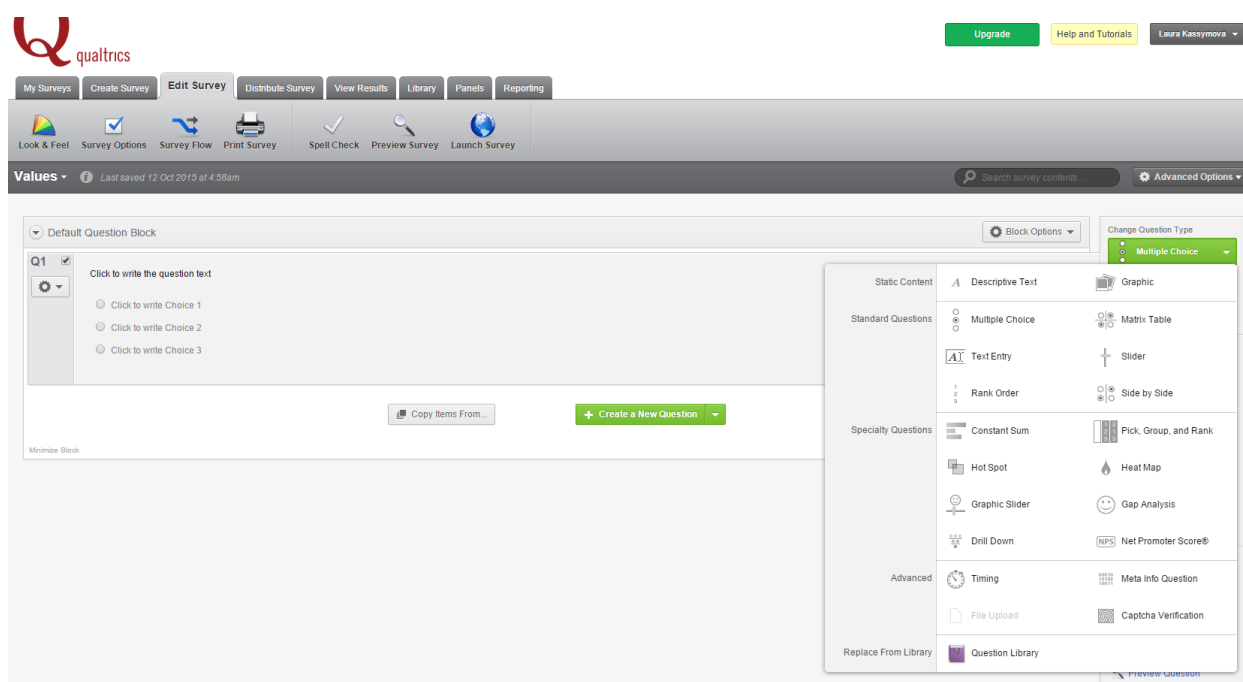 qualtrics
Upgrade
Help and Tutorials
Laura Kassymova
My Surveys
Create Survey
Edit Survey
Distribute Survey
View Results
Library
Panels
Reporting
Look & Feel
Survey Options
Survey Flow
Print Survey
Spell Check
Preview Survey
Launch Survey
Values
Last saved 12 Oct 2015 at 4:58am
Search survey contents...
Advanced Options
Default Question Block
Block Options
Change Question Type
Multiple Choice
Q1
Click to write the question text
Click to write Choice 1
Click to write Choice 2
Click to write Choice 3
Copy Items From...
Create a New Question
Minimize Block
Static Content
Descriptive Text
Graphic
Standard Questions
Multiple Choice
Matrix Table
Text Entry
Slider
Rank Order
Side by Side
Specialty Questions
Constant Sum
Pick, Group, and Rank
Hot Spot
Heat Map
Graphic Slider
Gap Analysis
Drill Down
NPS Net Promoter Score®
Advanced
Timing
Meta Info Question
File Upload
Captcha Verification
Replace From Library
Question Library
Preview Question